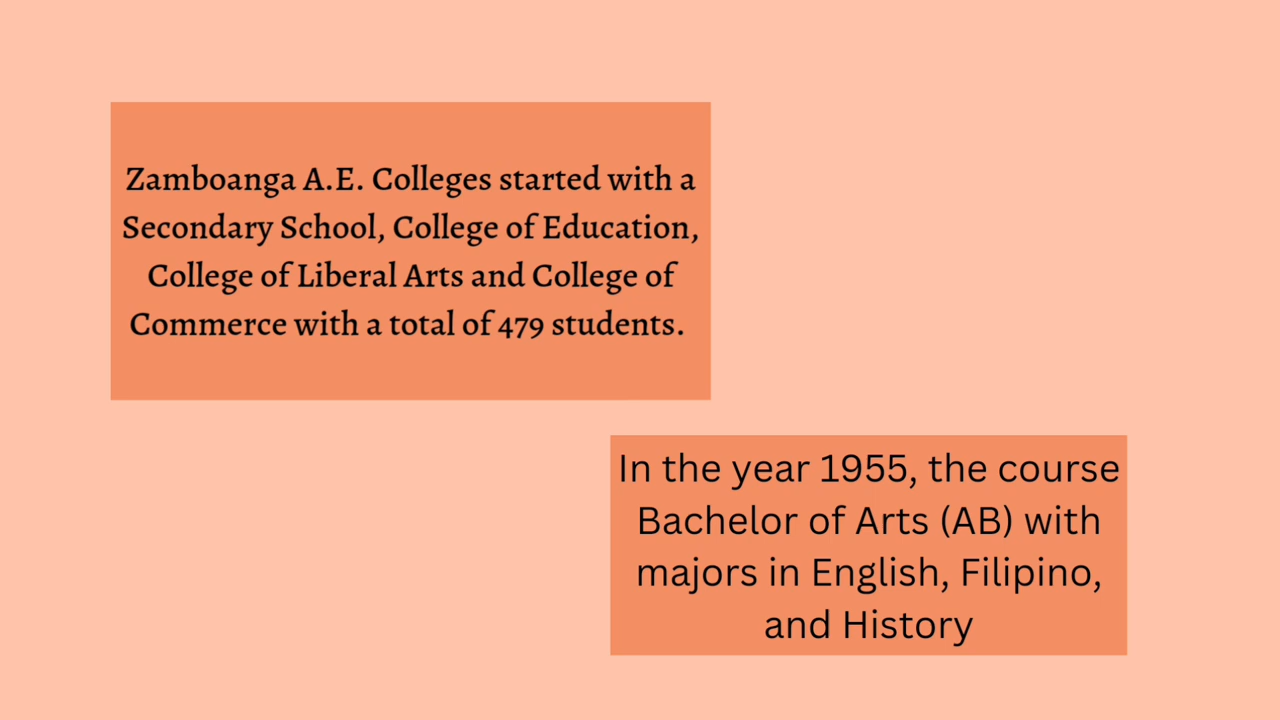 Zamboanga A.E. Colleges started with a
Secondary School, College of Education,
College of Liberal Arts and College of
Commerce with a total of 479 students.
In the year 1955, the course
Bachelor of Arts (AB) with
majors in English, Filipino,
and History